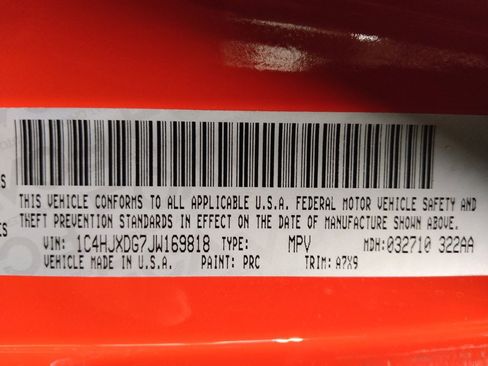 S
THIS VEHICLE CONFORMS TO ALL APPLICABLE U.S.A. FEDERAL MOTOR VEHICLE SAFETY AND
ES THEFT PREVENTION STANDARDS IN EFFECT ON THE DATE OF MANUFACTURE SHOWN ABOVE.
VIN: 1C4HJXDG7JW169818 TYPE: MPV MDH:032710 322AA
VEHICLE MADE IN U.S.A. PAINT: PRC TRIM: A7X9